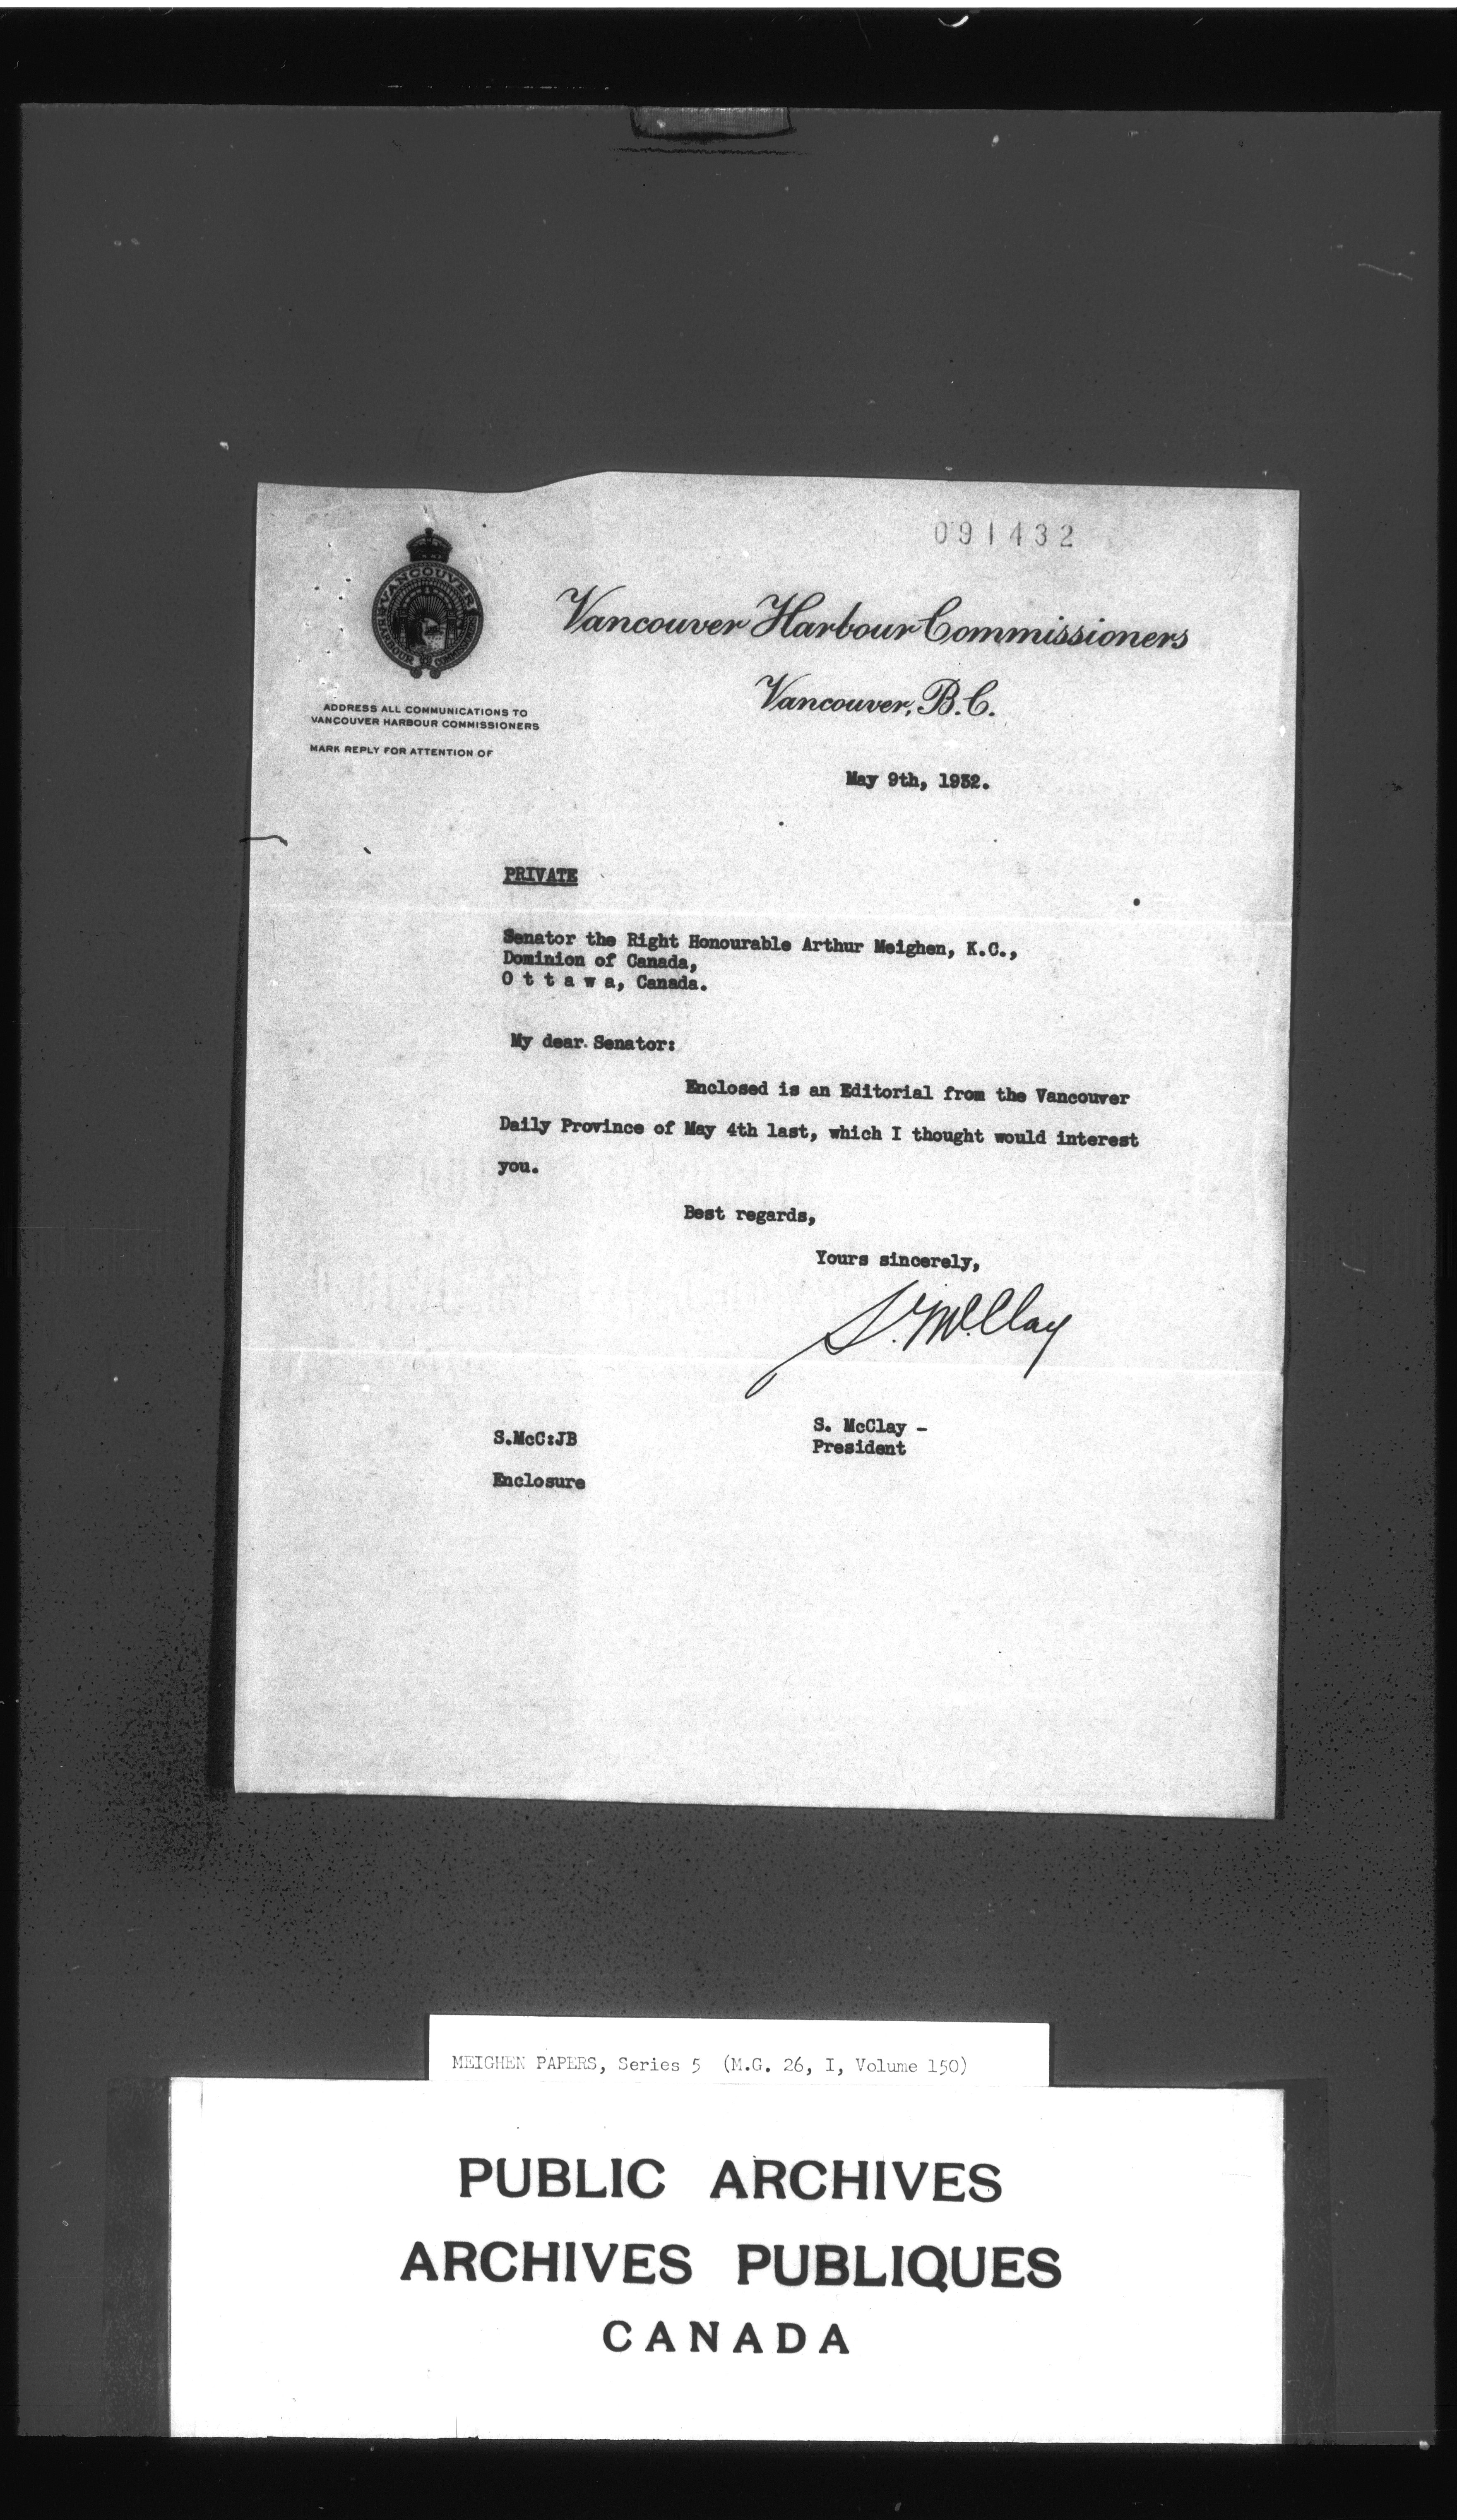 091432
VANCOUVER
HARBOUR COMMISSIONERS
Vancouver Harbour Commissioners
Vancouver, B.C.
ADDRESS ALL COMMUNICATIONS TO
VANCOUVER HARBOUR COMMISSIONERS
MARK REPLY FOR ATTENTION OF
May 9th, 1932.
PRIVATE
Senator the Right Honourable Arthur Meighen, K.C.,
Dominion of Canada,
O t t a w a, Canada.
My dear Senator:
Enclosed is an Editorial from the Vancouver
Daily Province of May 4th last, which I thought would interest
you.
Best regards,
Yours sincerely,
S. McClay
S. McClay -
President
S.McC:JB
Enclosure
MEIGHEN PAPERS, Series 5 (M.G. 26, I, Volume 150)
PUBLIC ARCHIVES
ARCHIVES PUBLIQUES
CANADA